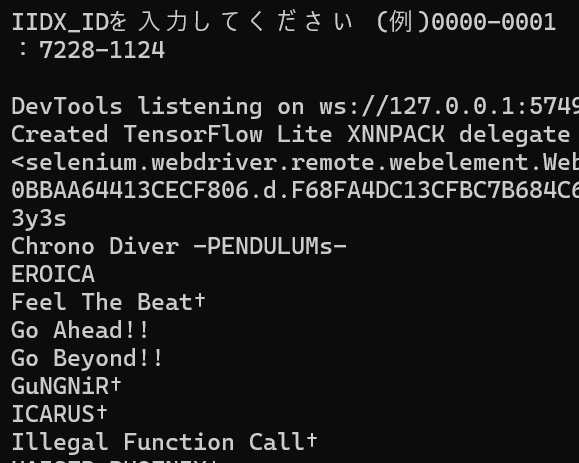 IIDX_IDを入力してください (例)0000-0001
：7228-1124
DevTools listening on ws://127.0.0.1:5749
Created TensorFlow Lite XNNPACK delegate
<selenium.webdriver.remote.webelement.Web
0BBAA64413CECF806.d.F68FA4DC13CFBC7B684C6
3y3s
Chrono Diver -PENDULUMs-
EROICA
Feel The Beat†
Go Ahead!!
Go Beyond!!
GuNGNiR†
ICARUS†
Illegal Function Call†